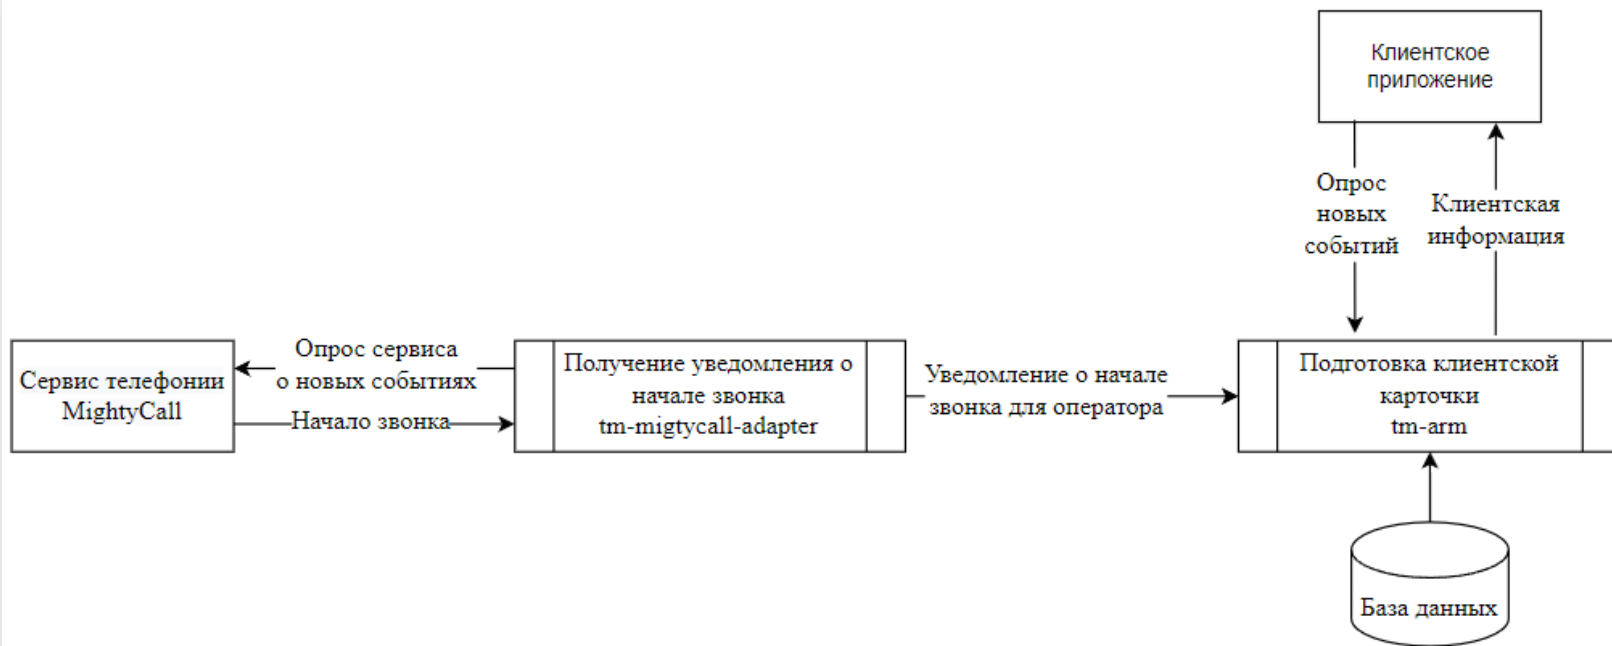 Клиентское
приложение
Опрос
новых
событий
Клиентская
информация
Сервис телефонии
MightyCall
Опрос сервиса
о новых событиях
Начало звонка
Получение уведомления о
начале звонка
tm-migtycall-adapter
Уведомление о начале
звонка для оператора
Подготовка клиентской
карточки
tm-arm
База данных